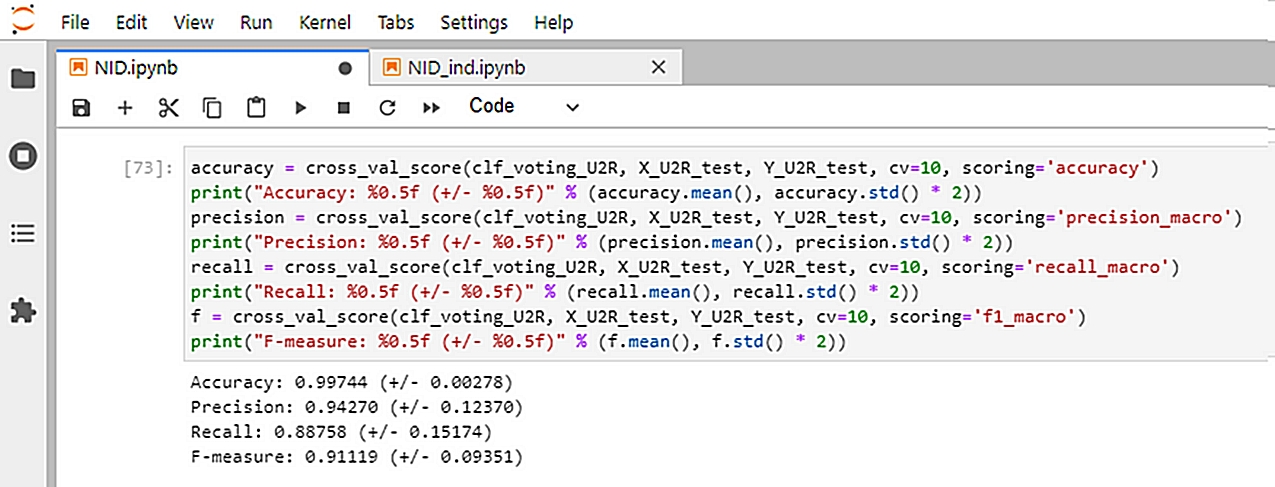 File Edit View Run Kernel Tabs Settings Help
NID.ipynb NID_ind.ipynb
Code
[73]: accuracy = cross_val_score(clf_voting_U2R, X_U2R_test, Y_U2R_test, cv=10, scoring='accuracy')
print("Accuracy: %0.5f (+/- %0.5f)" % (accuracy.mean(), accuracy.std() * 2))
precision = cross_val_score(clf_voting_U2R, X_U2R_test, Y_U2R_test, cv=10, scoring='precision_macro')
print("Precision: %0.5f (+/- %0.5f)" % (precision.mean(), precision.std() * 2))
recall = cross_val_score(clf_voting_U2R, X_U2R_test, Y_U2R_test, cv=10, scoring='recall_macro')
print("Recall: %0.5f (+/- %0.5f)" % (recall.mean(), recall.std() * 2))
f = cross_val_score(clf_voting_U2R, X_U2R_test, Y_U2R_test, cv=10, scoring='f1_macro')
print("F-measure: %0.5f (+/- %0.5f)" % (f.mean(), f.std() * 2))
Accuracy: 0.99744 (+/- 0.00278)
Precision: 0.94270 (+/- 0.12370)
Recall: 0.88758 (+/- 0.15174)
F-measure: 0.91119 (+/- 0.09351)